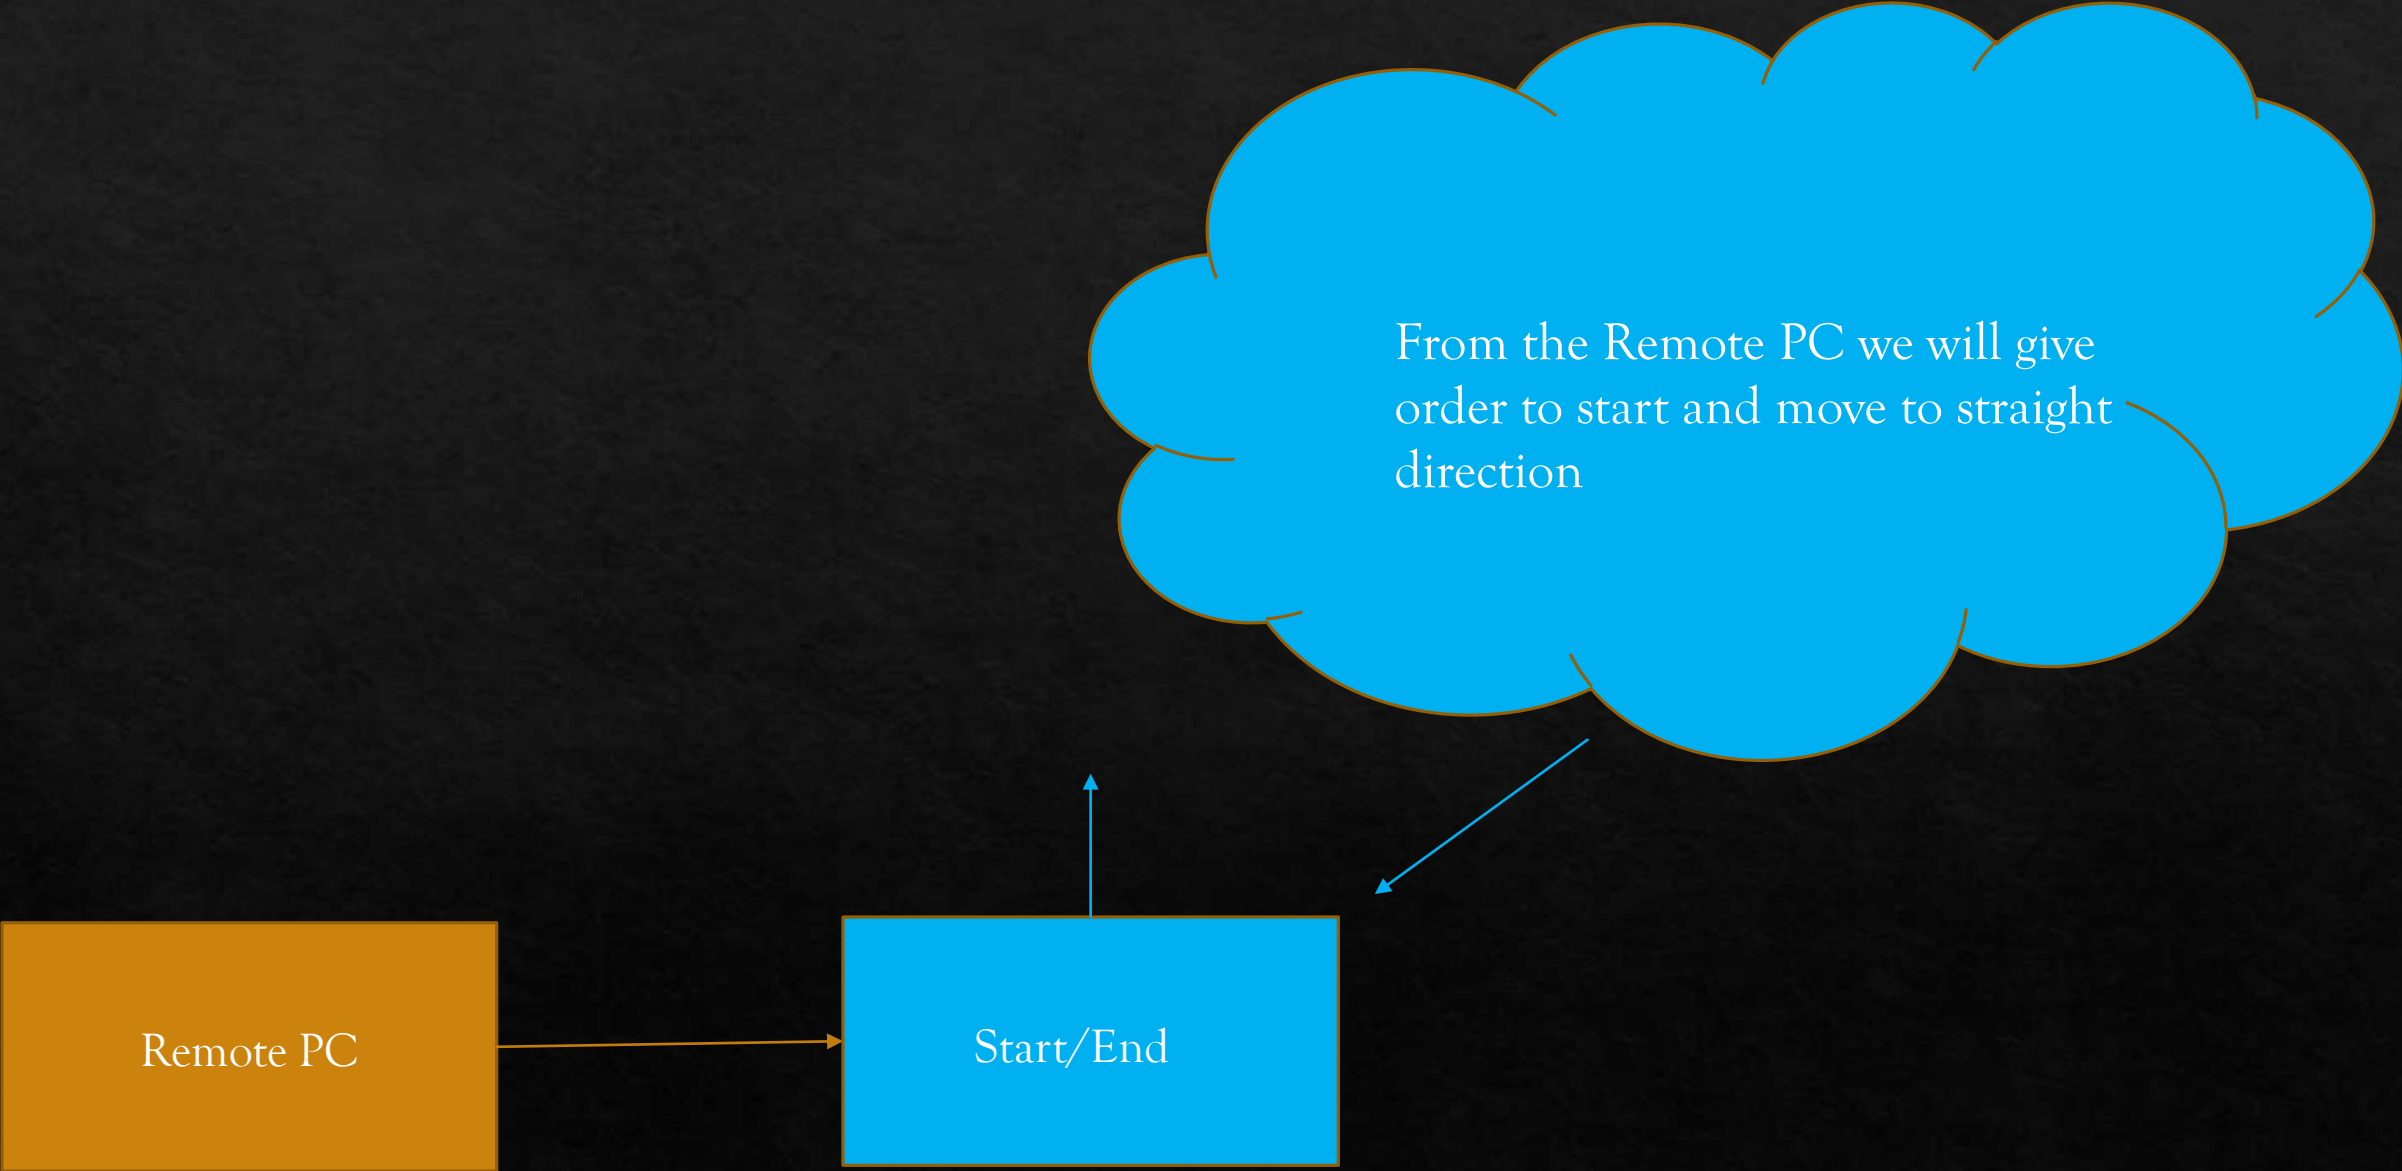 From the Remote PC we will give
order to start and move to straight
direction
Remote PC
Start/End